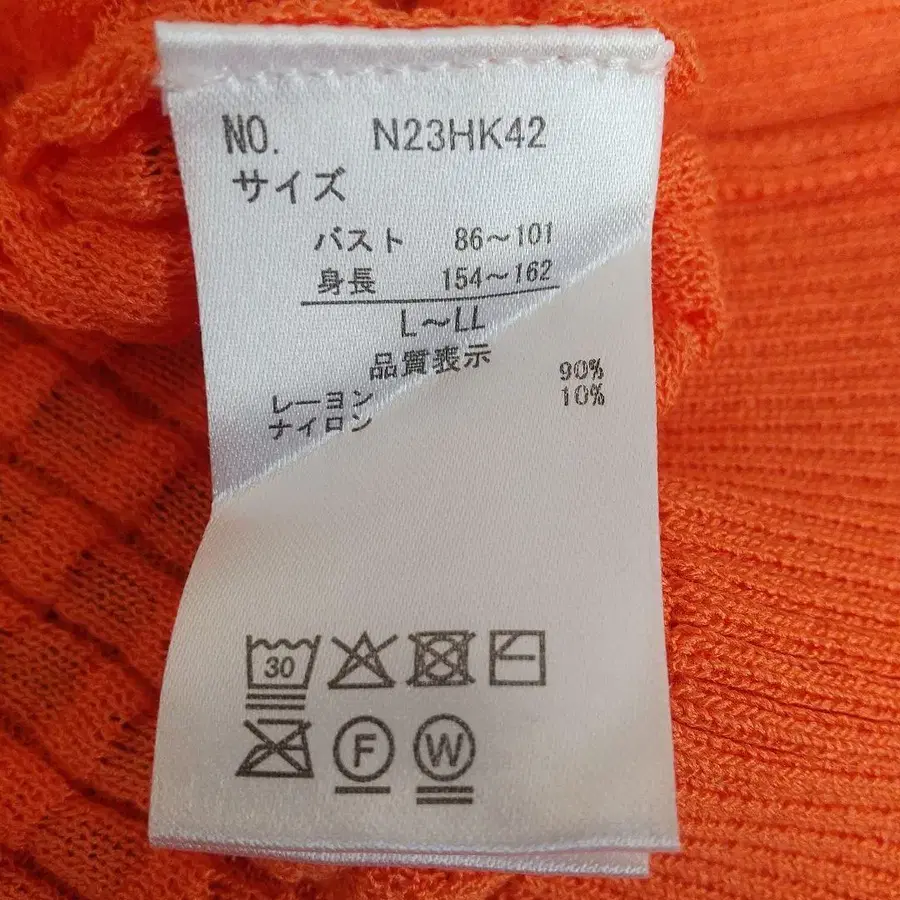 NO. N23HK42
サイズ
バスト 86～101
身長 154～162
L～LL
品質表示
レーヨン 90%
ナイロン 10%
30
F W